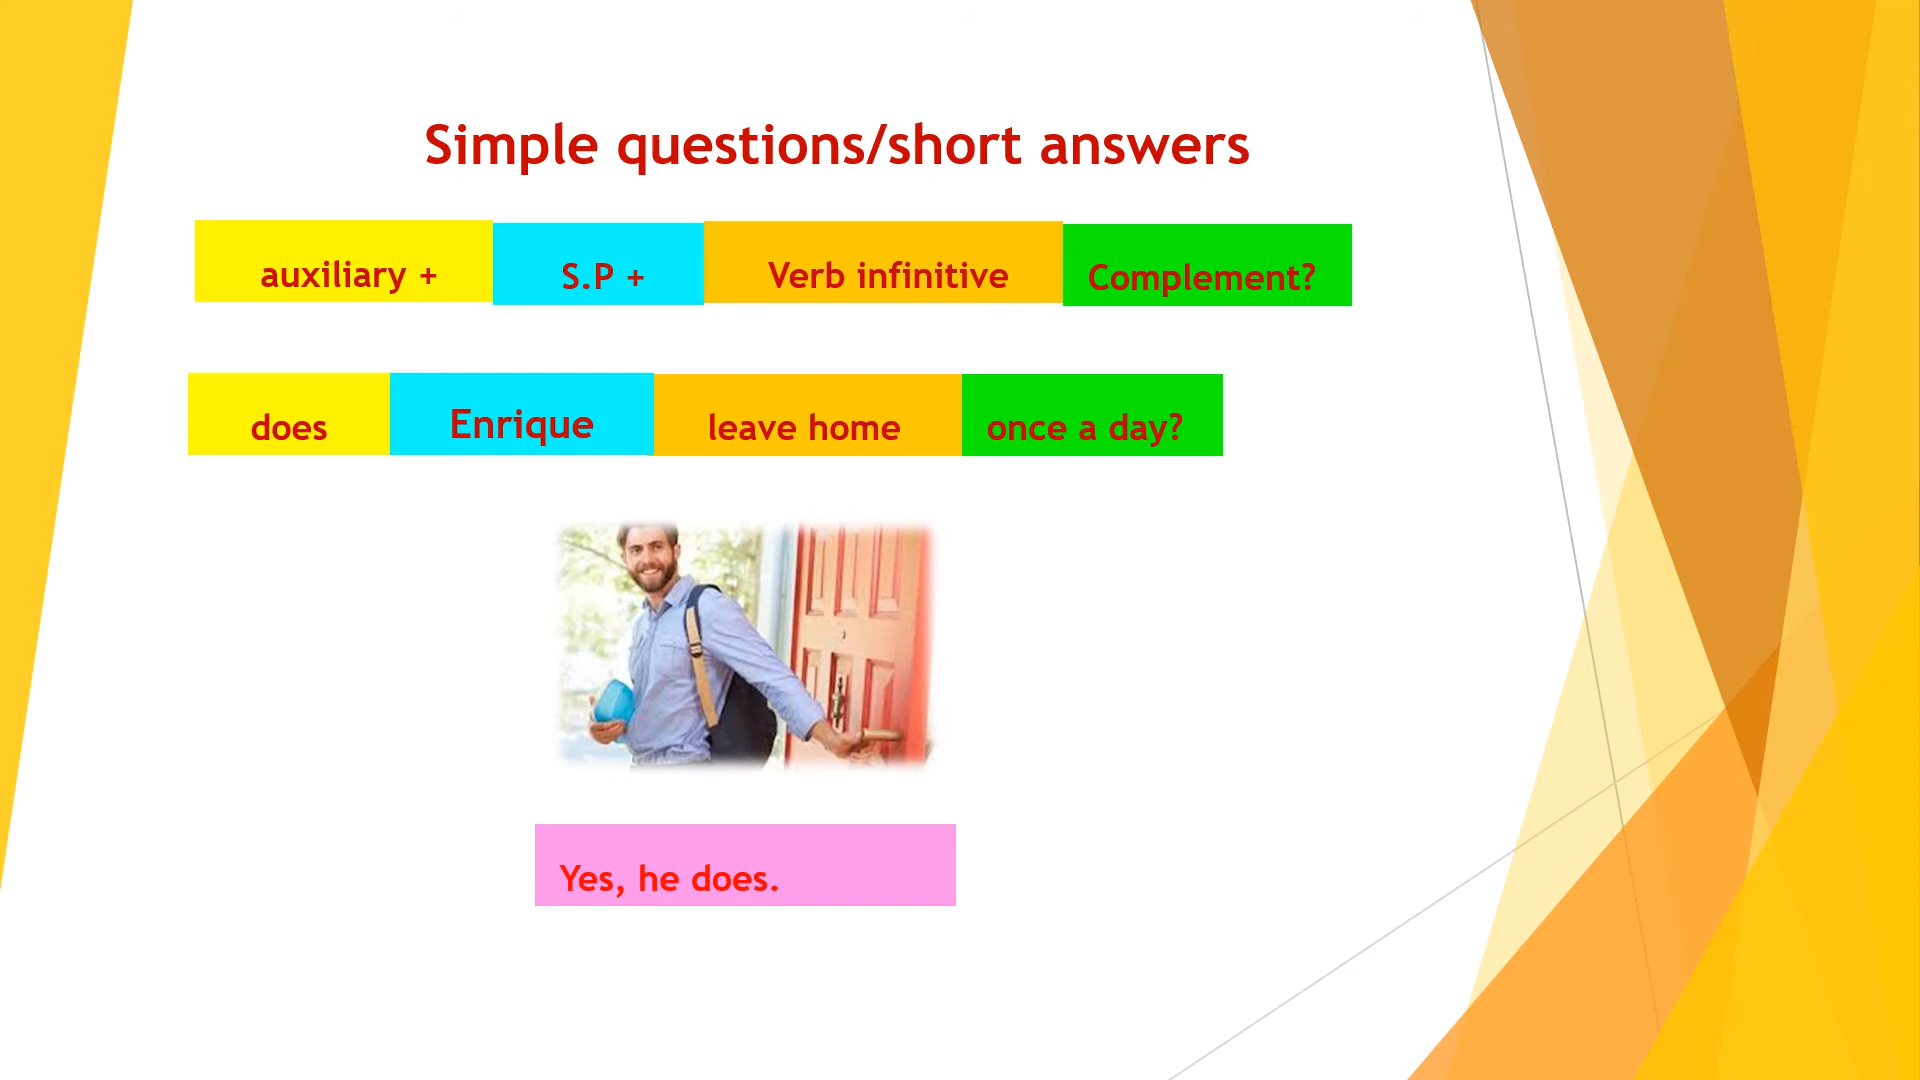 Simple questions/short answers
auxiliary + S.P + Verb infinitive Complement?
does Enrique leave home once a day?
Yes, he does.